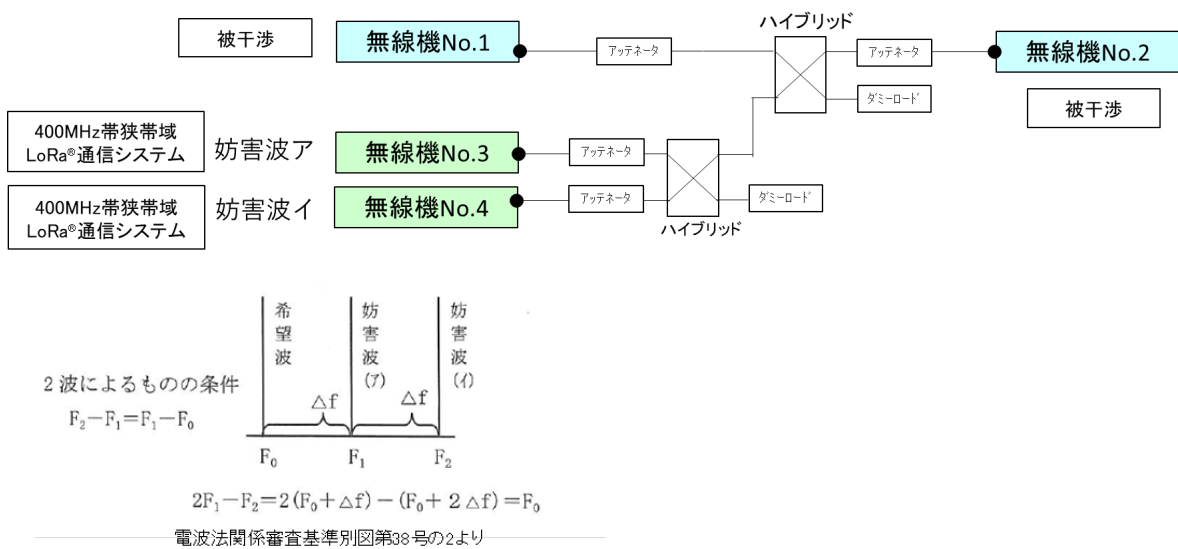 ハイブリッド
被干渉
無線機No.1
アッテネータ
アッテネータ
無線機No.2
ダミーロード
被干渉
400MHz帯狭帯域
LoRa®通信システム
妨害波ア
無線機No.3
アッテネータ
400MHz帯狭帯域
LoRa®通信システム
妨害波イ
無線機No.4
アッテネータ
ダミーロード
ハイブリッド
希望波
妨害波(ア)
妨害波(イ)
2波によるものの条件
F₂−F₁=F₁−F₀
△f
△f
F₀
F₁
F₂
2F₁−F₂=2(F₀+△f)−(F₀+2△f)=F₀
電波法関係審査基準別図第38号の2より